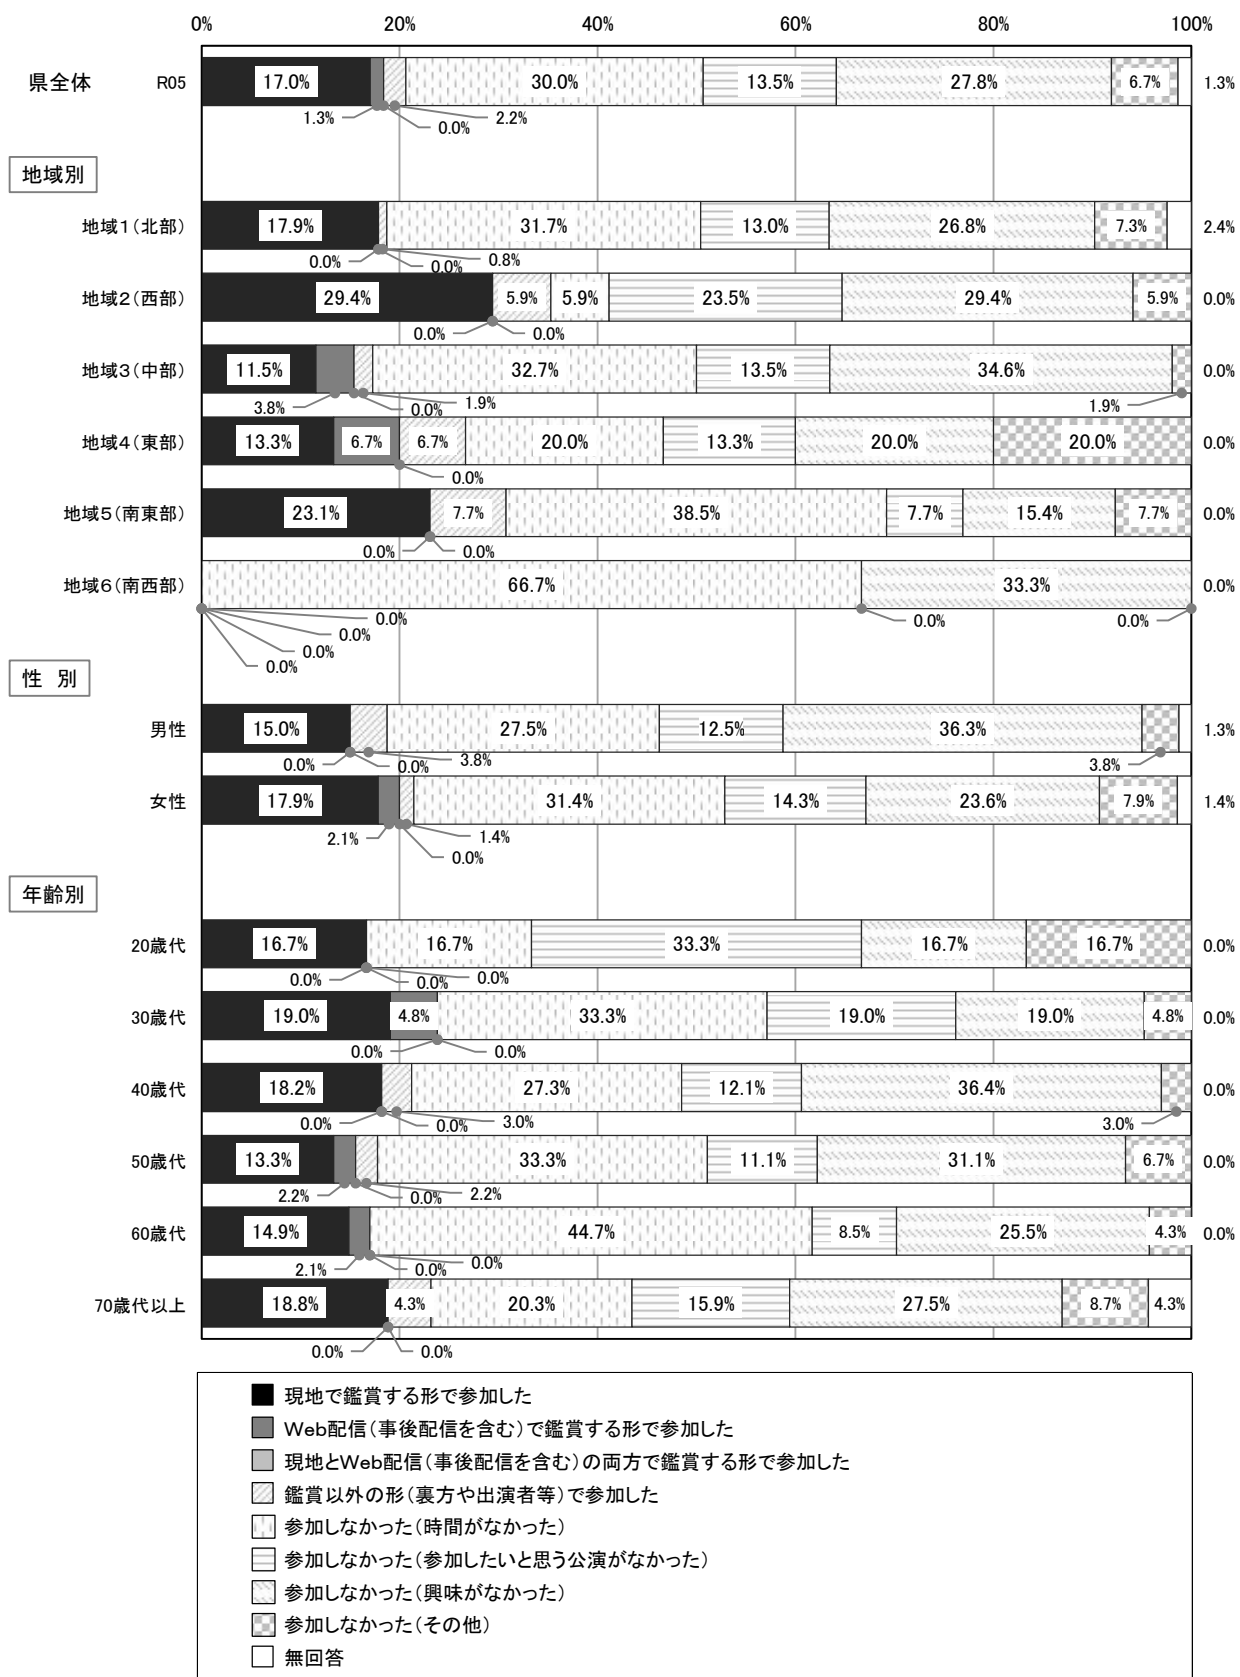 0% 20% 40% 60% 80% 100%
県全体 R05 17.0% 30.0% 13.5% 27.8% 6.7% 1.3%
1.3% 0.0% 2.2%
地域別
地域1(北部) 17.9% 31.7% 13.0% 26.8% 7.3% 2.4%
0.0% 0.0% 0.8%
地域2(西部) 29.4% 5.9% 5.9% 23.5% 29.4% 5.9% 0.0%
0.0% 0.0%
地域3(中部) 11.5% 32.7% 13.5% 34.6% 0.0%
3.8% 0.0% 1.9% 1.9%
地域4(東部) 13.3% 6.7% 6.7% 20.0% 13.3% 20.0% 20.0% 0.0%
0.0%
地域5(南東部) 23.1% 7.7% 38.5% 7.7% 15.4% 7.7% 0.0%
0.0% 0.0%
地域6(南西部) 66.7% 33.3% 0.0%
0.0% 0.0% 0.0%
0.0%
0.0%
0.0%
性 別
男性 15.0% 27.5% 12.5% 36.3% 1.3%
0.0% 0.0% 3.8% 3.8%
女性 17.9% 31.4% 14.3% 23.6% 7.9% 1.4%
2.1% 0.0% 1.4%
年齢別
20歳代 16.7% 16.7% 33.3% 16.7% 16.7% 0.0%
0.0% 0.0% 0.0%
30歳代 19.0% 4.8% 33.3% 19.0% 19.0% 4.8% 0.0%
0.0% 0.0%
40歳代 18.2% 27.3% 12.1% 36.4% 0.0%
0.0% 0.0% 3.0% 3.0%
50歳代 13.3% 33.3% 11.1% 31.1% 6.7% 0.0%
2.2% 0.0% 2.2%
60歳代 14.9% 44.7% 8.5% 25.5% 4.3% 0.0%
2.1% 0.0% 0.0%
70歳代以上 18.8% 4.3% 20.3% 15.9% 27.5% 8.7% 4.3%
0.0% 0.0%
現地で鑑賞する形で参加した
Web配信(事後配信を含む)で鑑賞する形で参加した
現地とWeb配信(事後配信を含む)の両方で鑑賞する形で参加した
鑑賞以外の形(裏方や出演者等)で参加した
参加しなかった(時間がなかった)
参加しなかった(参加したいと思う公演がなかった)
参加しなかった(興味がなかった)
参加しなかった(その他)
無回答